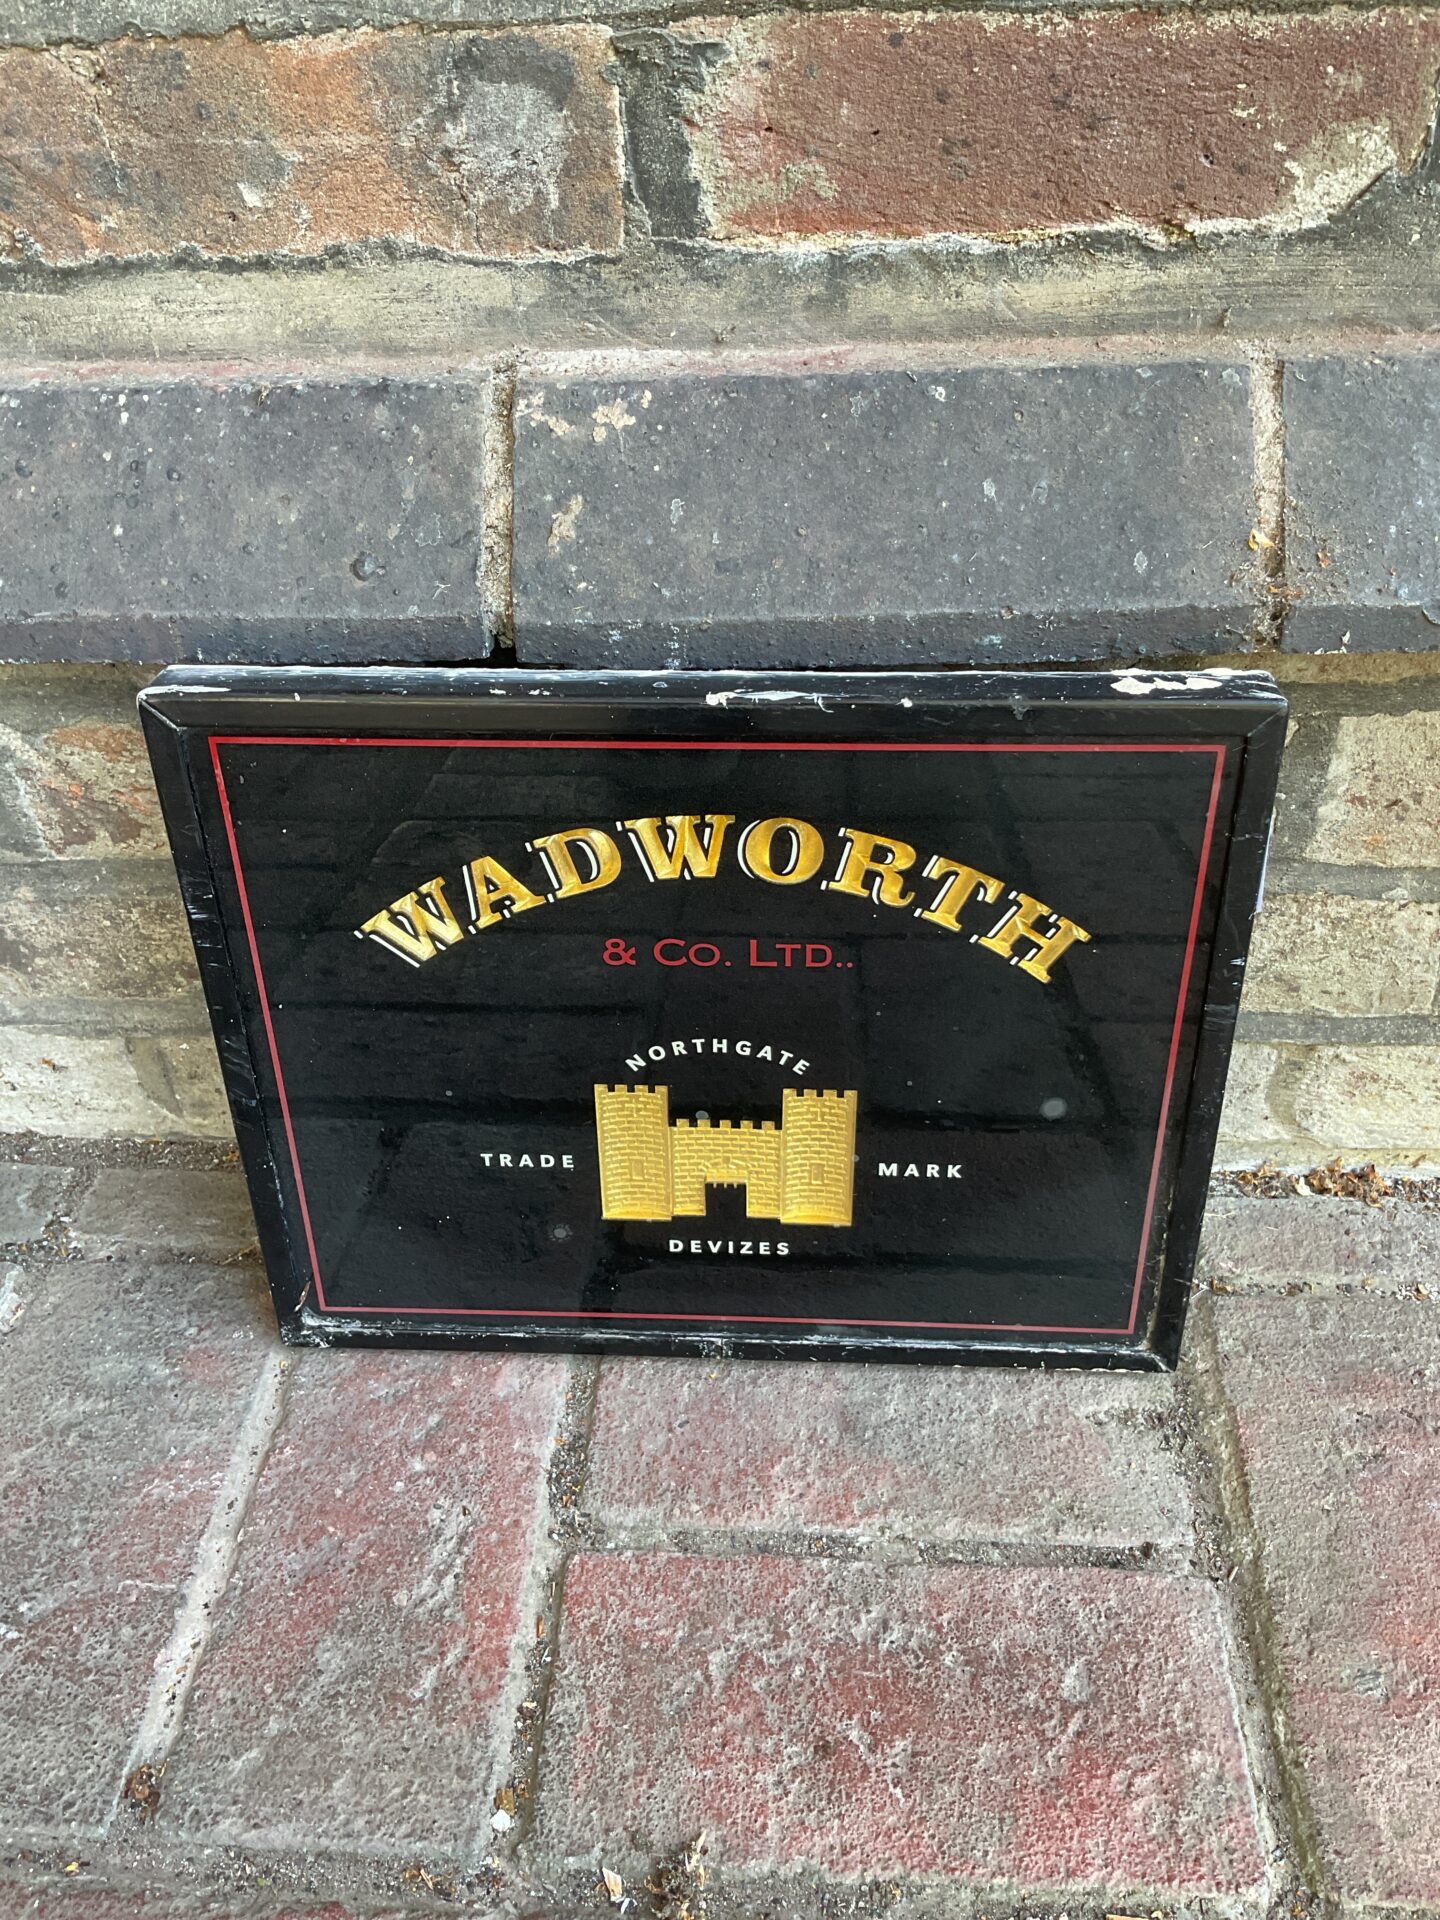 WADWORTH
& CO. LTD..
NORTHGATE
TRADE MARK
DEVIZES